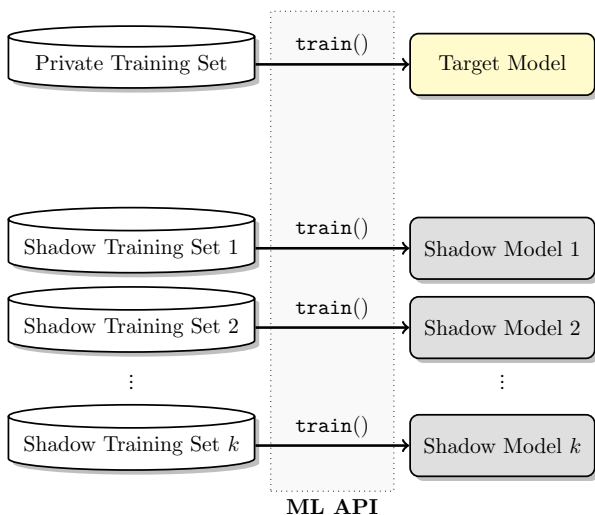 Private Training Set
train()
Target Model
Shadow Training Set 1
train()
Shadow Model 1
Shadow Training Set 2
train()
Shadow Model 2
⋮
⋮
Shadow Training Set k
train()
Shadow Model k
ML API